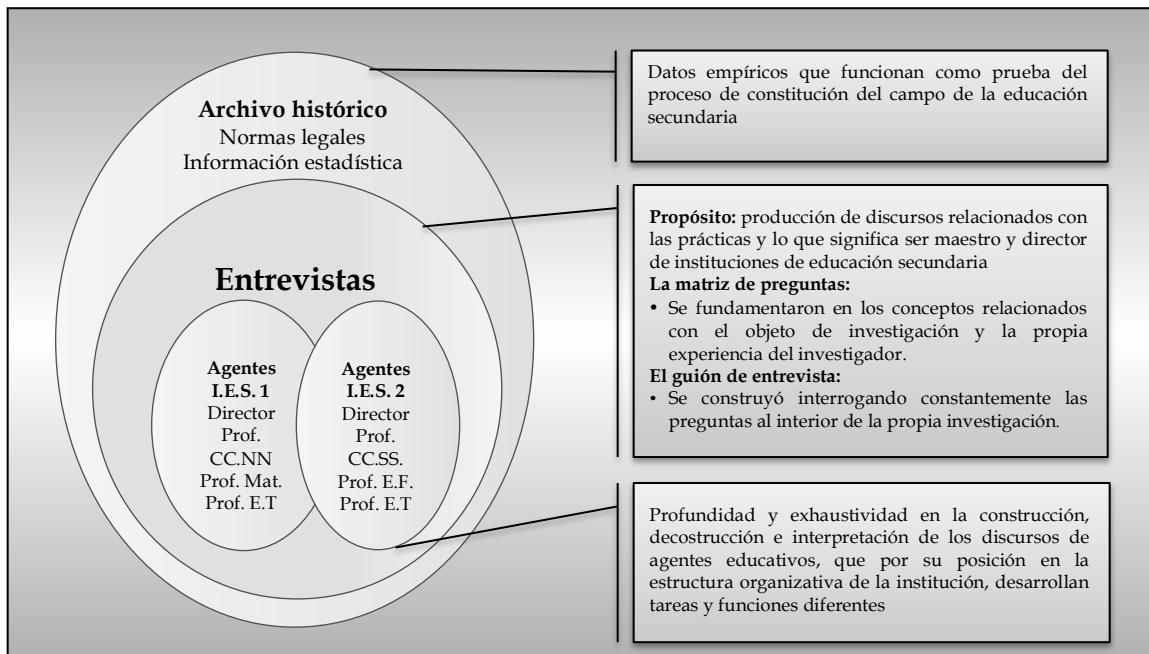 Archivo histórico
Normas legales
Información estadística
Entrevistas
Agentes
I.E.S. 1
Director
Prof.
CC.NN
Prof. Mat.
Prof. E.T
Agentes
I.E.S. 2
Director
Prof.
CC.SS.
Prof. E.F.
Prof. E.T
Datos empíricos que funcionan como prueba del
proceso de constitución del campo de la educación
secundaria
Propósito: producción de discursos relacionados con
las prácticas y lo que significa ser maestro y director
de instituciones de educación secundaria
La matriz de preguntas:
• Se fundamentaron en los conceptos relacionados
con el objeto de investigación y la propia
experiencia del investigador.
El guión de entrevista:
• Se construyó interrogando constantemente las
preguntas al interior de la propia investigación.
Profundidad y exhaustividad en la construcción,
decostrucción e interpretación de los discursos de
agentes educativos, que por su posición en la
estructura organizativa de la institución, desarrollan
tareas y funciones diferentes